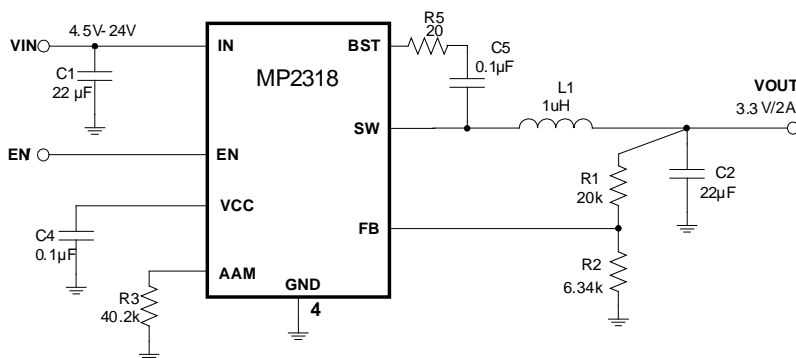 VIN
4.5V- 24V
C1
22 µF
IN
BST
R5
20
C5
0.1µF
MP2318
L1
1uH
VOUT
3.3 V/2A
SW
EN
EN
R1
20k
C2
22µF
VCC
FB
C4
0.1µF
AAM
R2
6.34k
R3
40.2k
GND
4